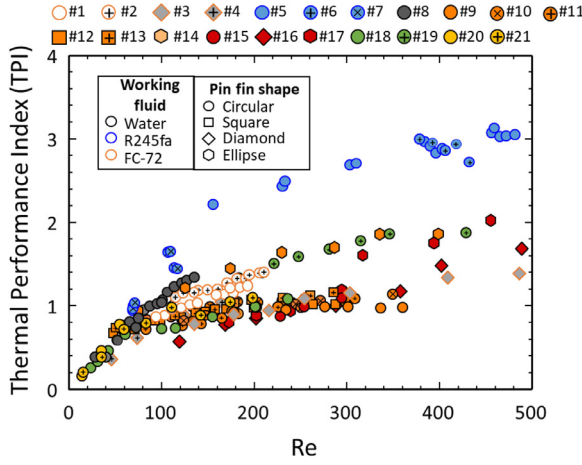 #1 #2 #3 #4 #5 #6 #7 #8 #9 #10 #11
#12 #13 #14 #15 #16 #17 #18 #19 #20 #21
Thermal Performance Index (TPI)
4
3
2
1
0
Working fluid
Water
R245fa
FC-72
Pin fin shape
Circular
Square
Diamond
Ellipse
0 100 200 300 400 500
Re